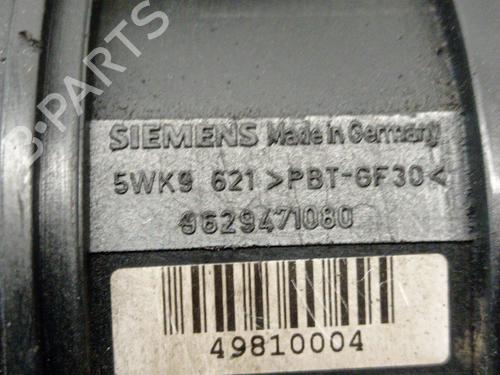 B-PARTS
SIEMENS Made in Germany
5WK9 621 >PBT-GF30<
9629471080
49810004